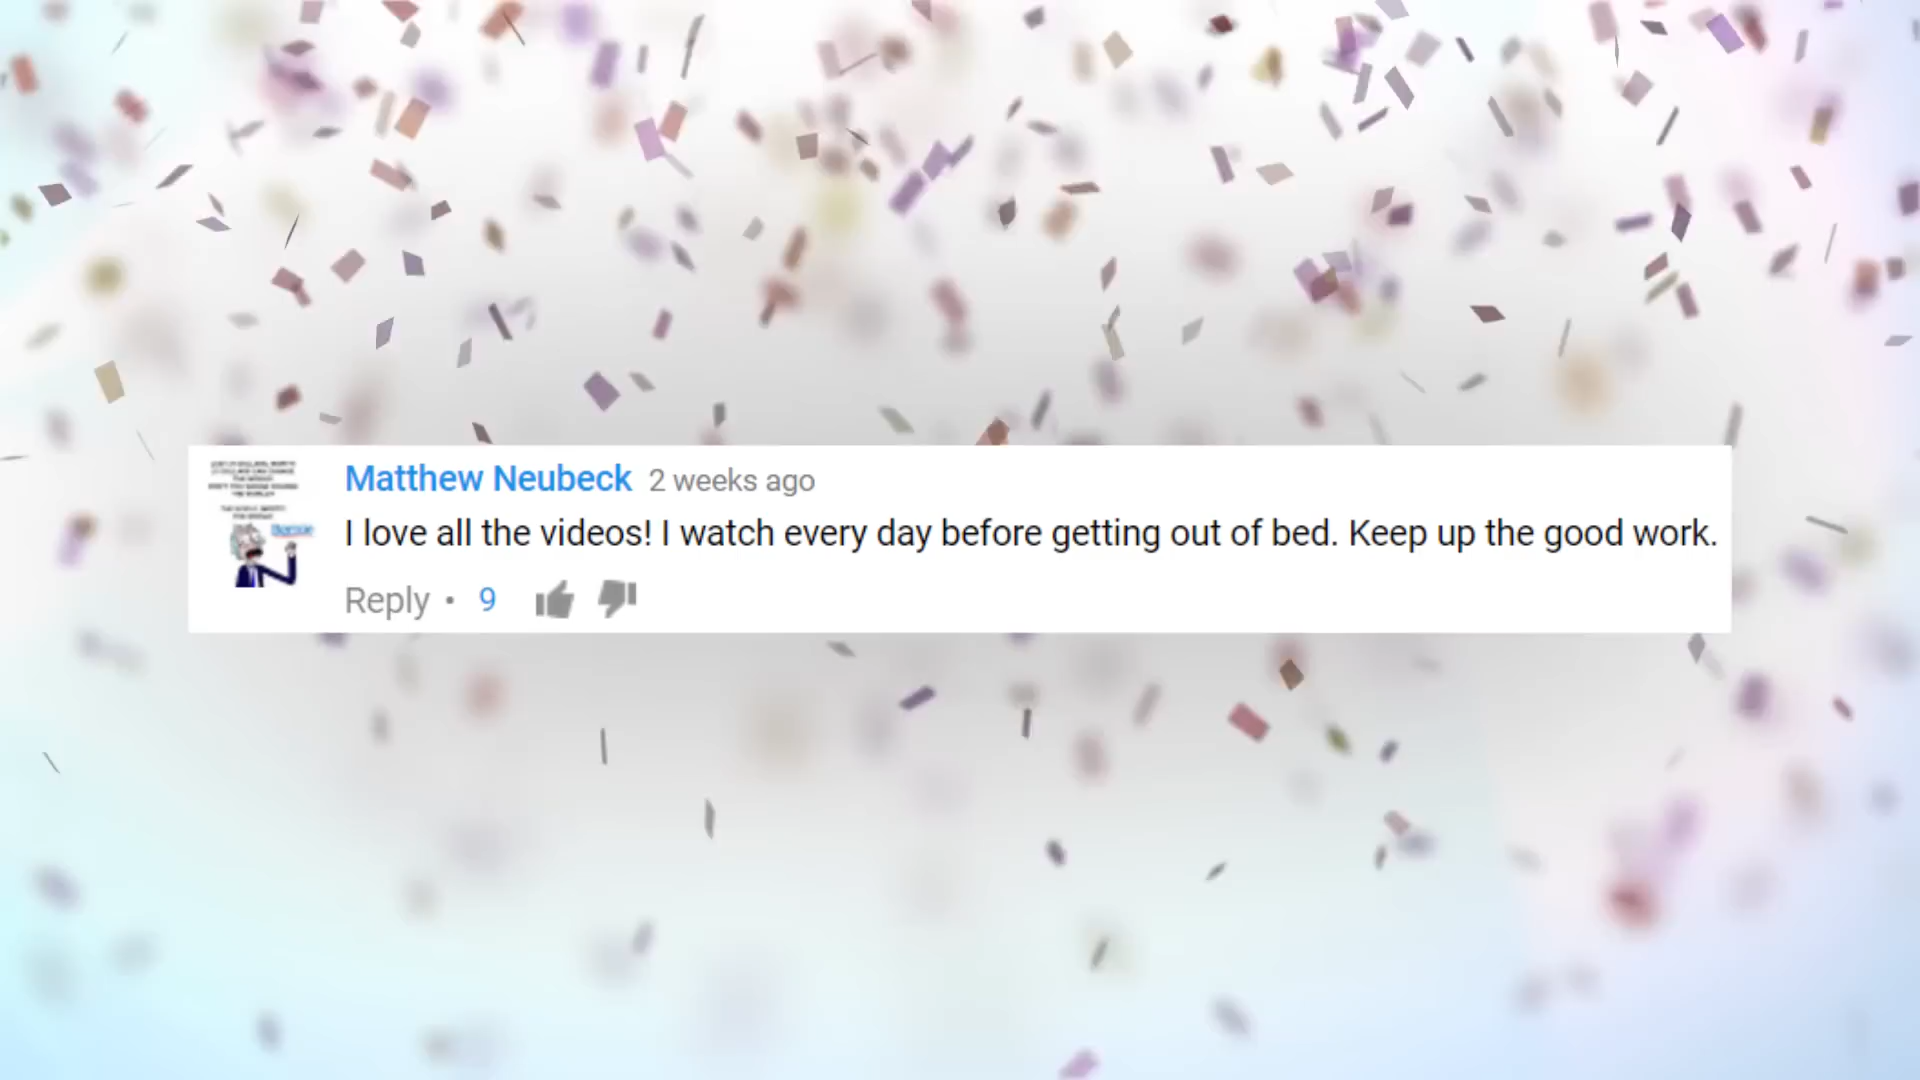 Matthew Neubeck 2 weeks ago
I love all the videos! I watch every day before getting out of bed. Keep up the good work.
Reply • 9